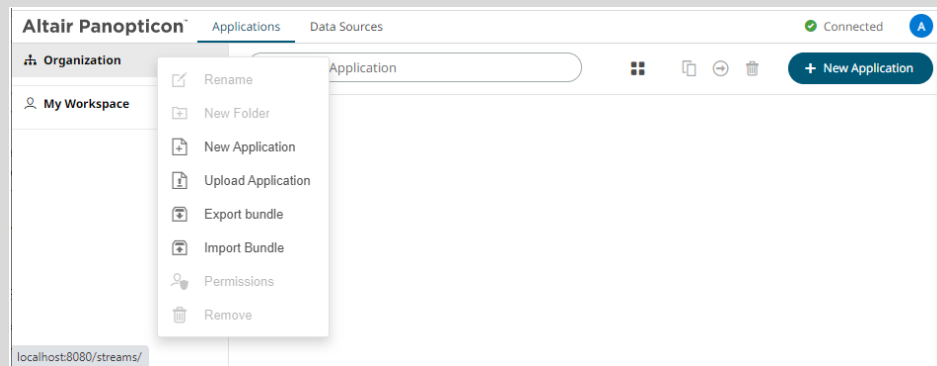 Altair Panopticon™ Applications Data Sources Connected A
Organization
Application
+ New Application
My Workspace
Rename
New Folder
New Application
Upload Application
Export bundle
Import Bundle
Permissions
Remove
localhost:8080/streams/